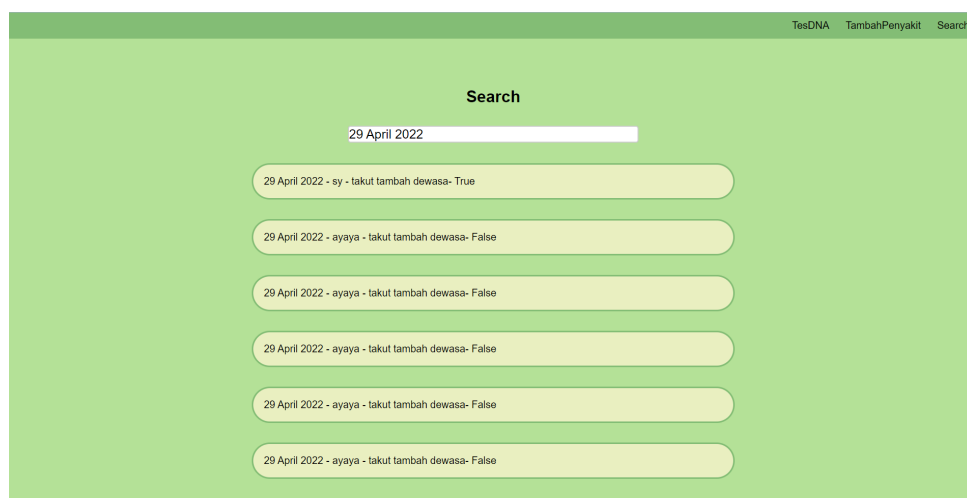 TesDNA TambahPenyakit Search
Search
29 April 2022
29 April 2022 - sy - takut tambah dewasa- True
29 April 2022 - ayaya - takut tambah dewasa- False
29 April 2022 - ayaya - takut tambah dewasa- False
29 April 2022 - ayaya - takut tambah dewasa- False
29 April 2022 - ayaya - takut tambah dewasa- False
29 April 2022 - ayaya - takut tambah dewasa- False